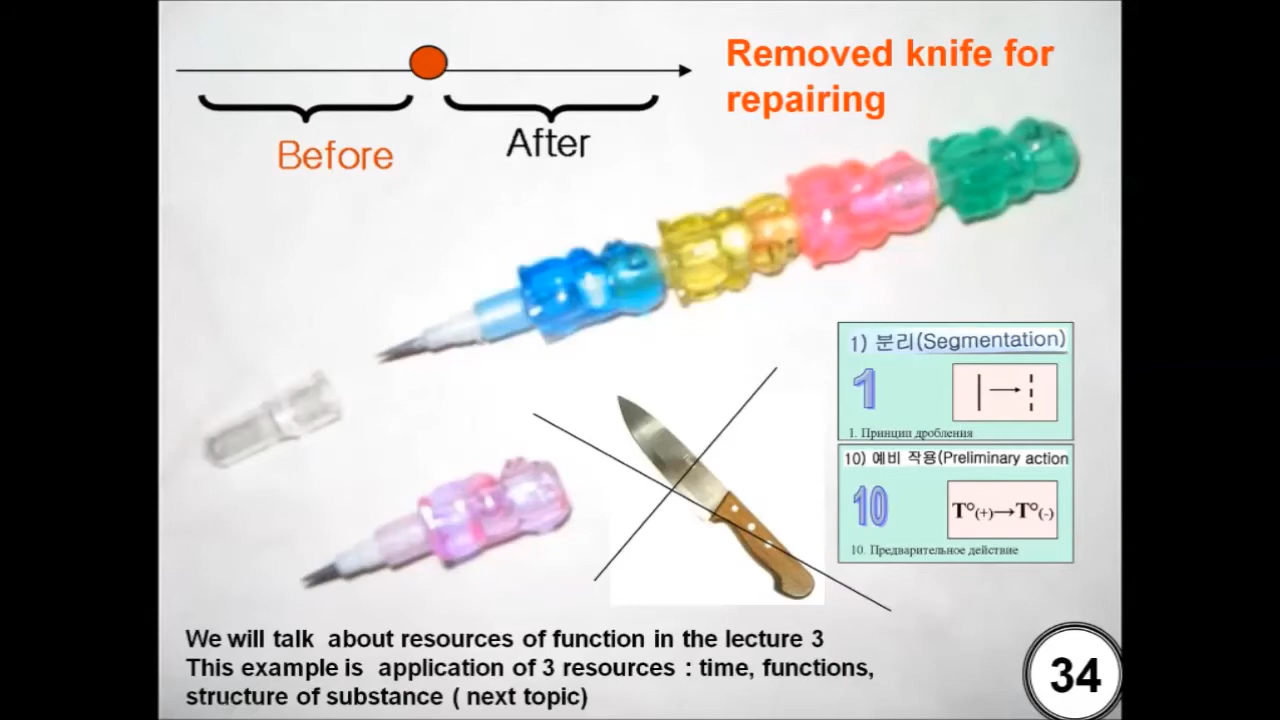 Removed knife for
repairing
Before
After
1) 분리(Segmentation)
1
1. Принцип дробления
10) 예비 작용(Preliminary action
10
T°(+)→T°(-)
10. Предварительное действие
We will talk about resources of function in the lecture 3
This example is application of 3 resources : time, functions,
structure of substance ( next topic)
34